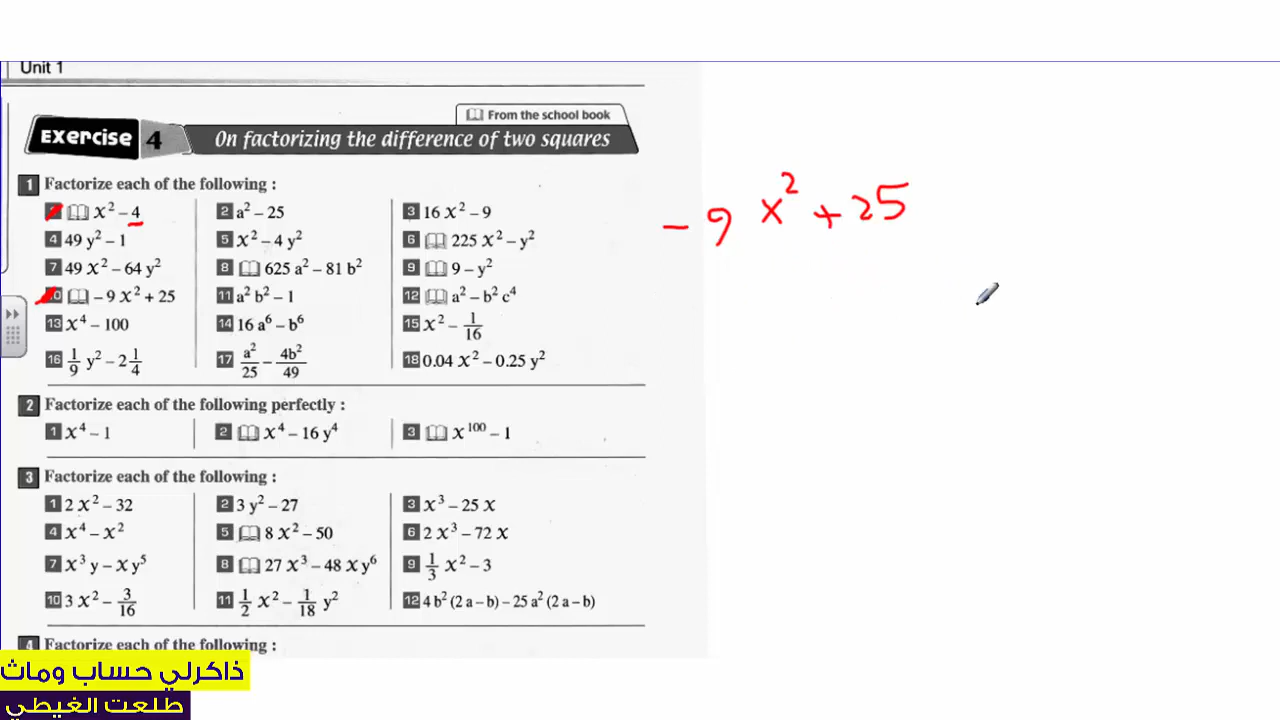 Unit 1
From the school book
Exercise 4 On factorizing the difference of two squares
1 Factorize each of the following :
x² – 4 2 a² – 25 3 16 x² – 9
4 49 y² – 1 5 x² – 4 y² 6 225 x² – y²
7 49 x² – 64 y² 8 625 a² – 81 b² 9 9 – y²
10 – 9 x² + 25 11 a² b² – 1 12 a² – b² c⁴
13 x⁴ – 100 14 16 a⁶ – b⁶ 15 x² – 1/16
16 1/9 y² – 2 1/4 17 a²/25 – 4b²/49 18 0.04 x² – 0.25 y²
2 Factorize each of the following perfectly :
1 x⁴ – 1 2 x⁴ – 16 y⁴ 3 x¹⁰⁰ – 1
3 Factorize each of the following :
1 2 x² – 32 2 3 y² – 27 3 x³ – 25 x
4 x⁴ – x² 5 8 x² – 50 6 2 x³ – 72 x
7 x³ y – x y⁵ 8 27 x³ – 48 x y⁶ 9 1/3 x² – 3
10 3 x² – 3/16 11 1/2 x² – 1/18 y² 12 4 b² (2 a – b) – 25 a² (2 a – b)
4 Factorize each of the following :
– 9 x² + 25
ذاكرلي حساب وماث
طلعت الغيطي